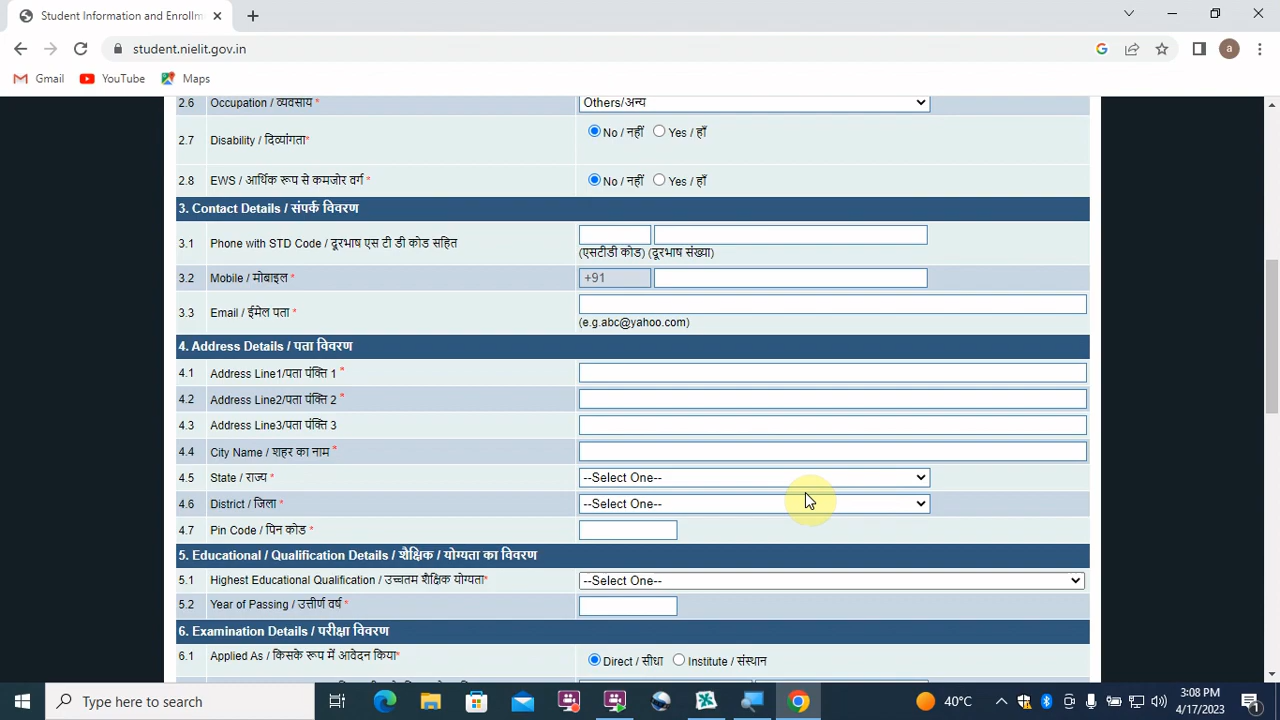 Student Information and Enrollm
student.nielit.gov.in
a
Gmail YouTube Maps
2.6 Occupation / व्यवसाय * Others/अन्य
2.7 Disability / दिव्यांगता* No / नहीं Yes / हाँ
2.8 EWS / आर्थिक रूप से कमजोर वर्ग * No / नहीं Yes / हाँ
3. Contact Details / संपर्क विवरण
3.1 Phone with STD Code / दूरभाष एस टी डी कोड सहित
(एसटीडी कोड) (दूरभाष संख्या)
3.2 Mobile / मोबाइल * +91
3.3 Email / ईमेल पता *
(e.g.abc@yahoo.com)
4. Address Details / पता विवरण
4.1 Address Line1/पता पंक्ति 1 *
4.2 Address Line2/पता पंक्ति 2 *
4.3 Address Line3/पता पंक्ति 3
4.4 City Name / शहर का नाम *
4.5 State / राज्य * --Select One--
4.6 District / जिला * --Select One--
4.7 Pin Code / पिन कोड *
5. Educational / Qualification Details / शैक्षिक / योग्यता का विवरण
5.1 Highest Educational Qualification / उच्चतम शैक्षिक योग्यता* --Select One--
5.2 Year of Passing / उत्तीर्ण वर्ष *
6. Examination Details / परीक्षा विवरण
6.1 Applied As / किसके रूप में आवेदन किया* Direct / सीधा Institute / संस्थान
Type here to search
40°C
3:08 PM
4/17/2023
1